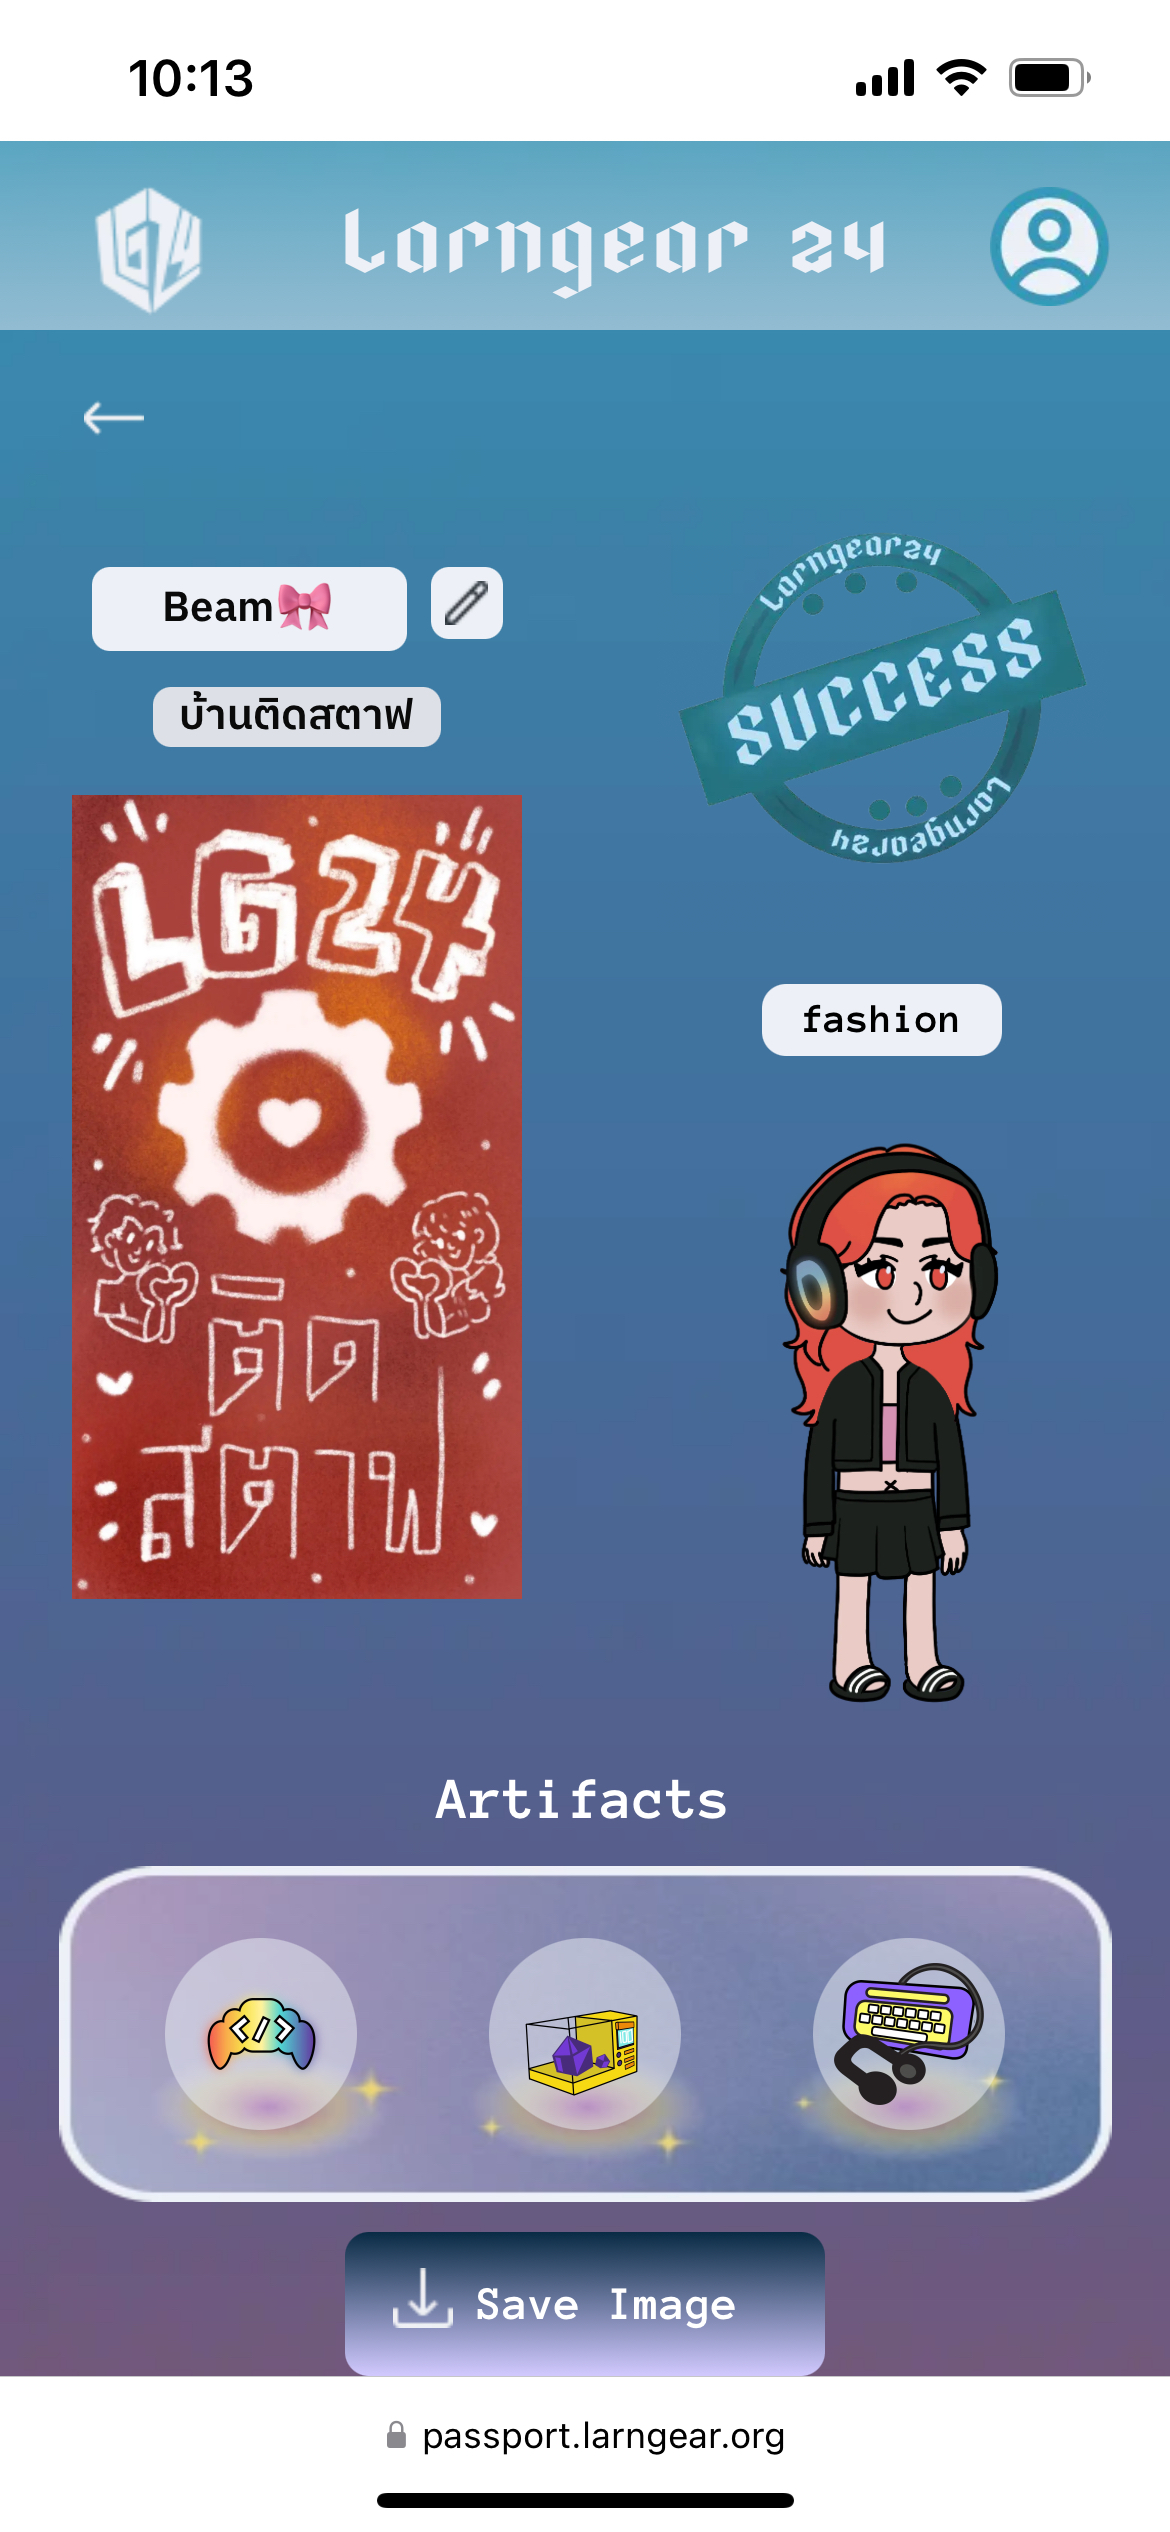 10:13
LG24
Larngear 24
Beam🎀
บ้านติดสตาฟ
Larngear24
SUCCESS
Larngear24
LG24
ติด
สตาฟ
fashion
Artifacts
</>
Save Image
passport.larngear.org